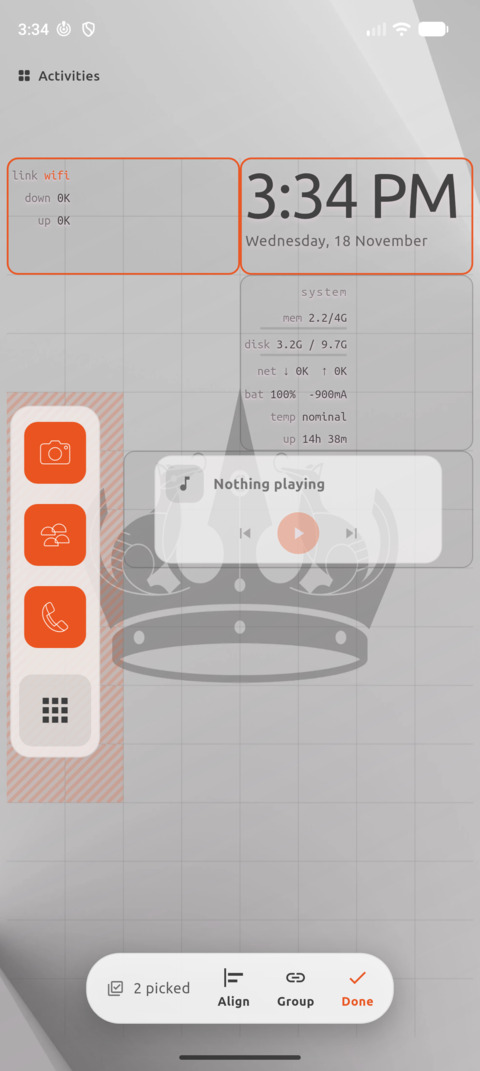 3:34
Activities
link wifi
down 0K
up 0K
3:34 PM
Wednesday, 18 November
system
mem 2.2/4G
disk 3.2G / 9.7G
net ↓ 0K ↑ 0K
bat 100% -900mA
temp nominal
up 14h 38m
Nothing playing
2 picked
Align
Group
Done